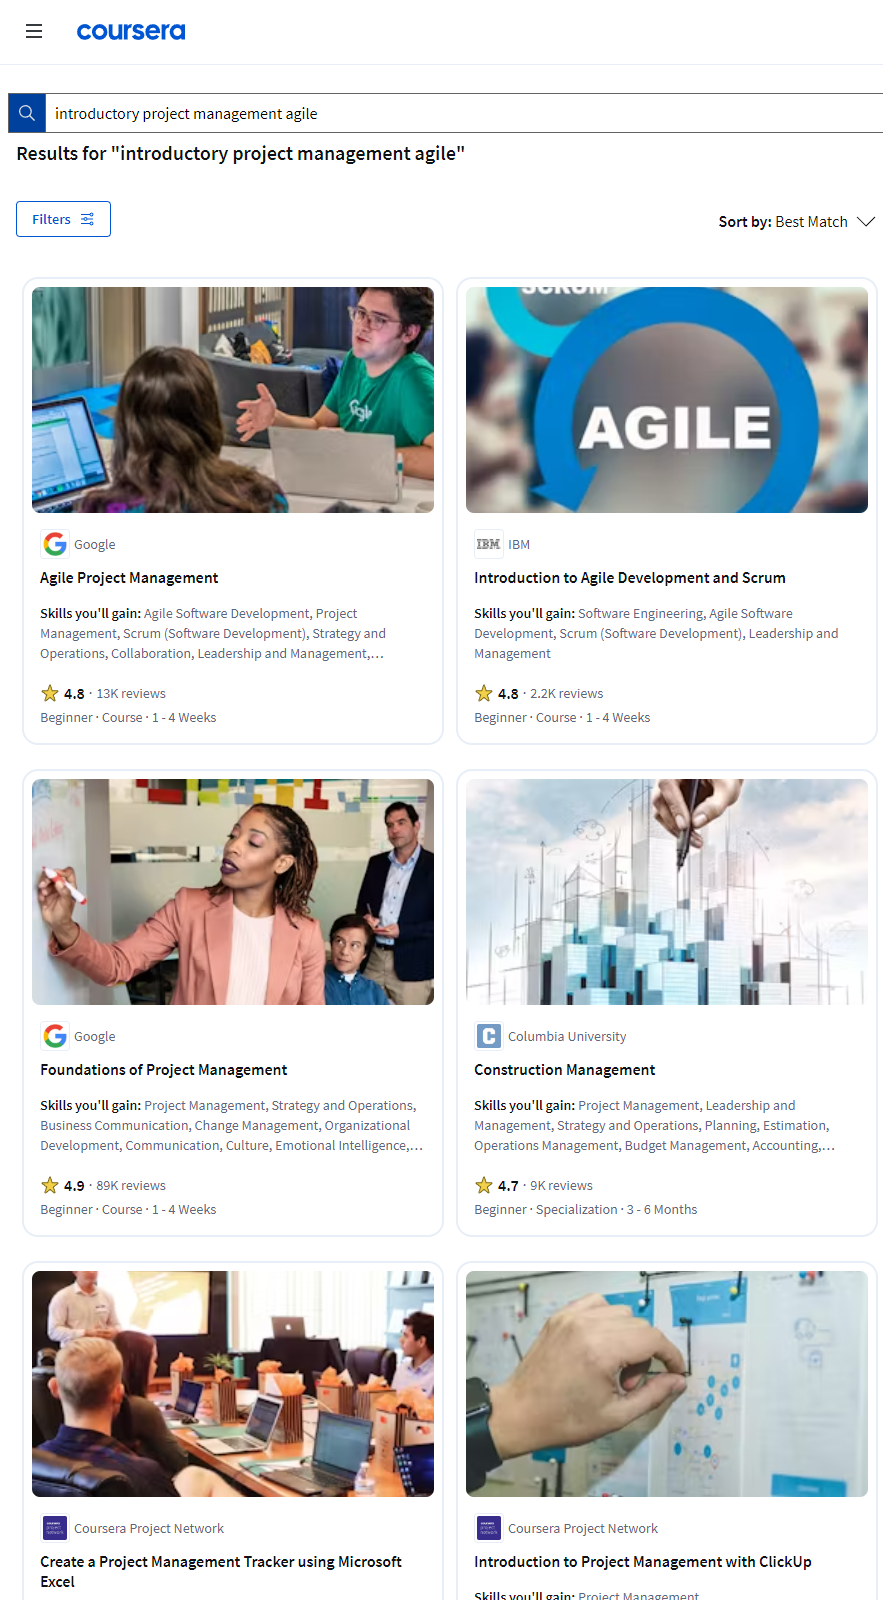 coursera
introductory project management agile
Results for "introductory project management agile"
Filters
Sort by: Best Match
SCRUM
AGILE
Google
Agile Project Management
Skills you'll gain: Agile Software Development, Project
Management, Scrum (Software Development), Strategy and
Operations, Collaboration, Leadership and Management,...
4.8 · 13K reviews
Beginner · Course · 1 - 4 Weeks
IBM IBM
Introduction to Agile Development and Scrum
Skills you'll gain: Software Engineering, Agile Software
Development, Scrum (Software Development), Leadership and
Management
4.8 · 2.2K reviews
Beginner · Course · 1 - 4 Weeks
Google
Foundations of Project Management
Skills you'll gain: Project Management, Strategy and Operations,
Business Communication, Change Management, Organizational
Development, Communication, Culture, Emotional Intelligence,...
4.9 · 89K reviews
Beginner · Course · 1 - 4 Weeks
Columbia University
Construction Management
Skills you'll gain: Project Management, Leadership and
Management, Strategy and Operations, Planning, Estimation,
Operations Management, Budget Management, Accounting,...
4.7 · 9K reviews
Beginner · Specialization · 3 - 6 Months
Coursera Project Network
Create a Project Management Tracker using Microsoft
Excel
Coursera Project Network
Introduction to Project Management with ClickUp
Skills you'll gain: Project Management